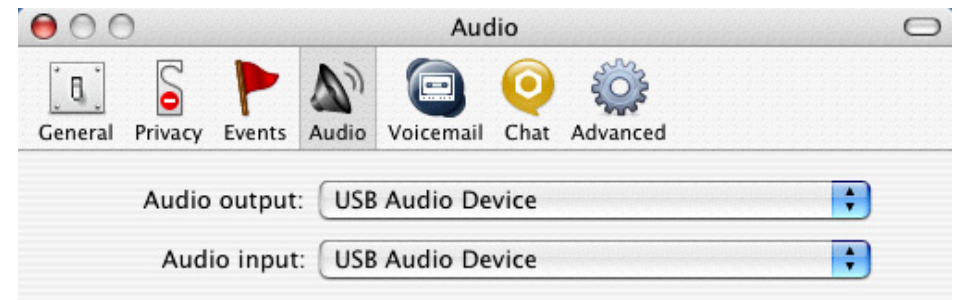 Audio
General Privacy Events Audio Voicemail Chat Advanced
Audio output: USB Audio Device
Audio input: USB Audio Device